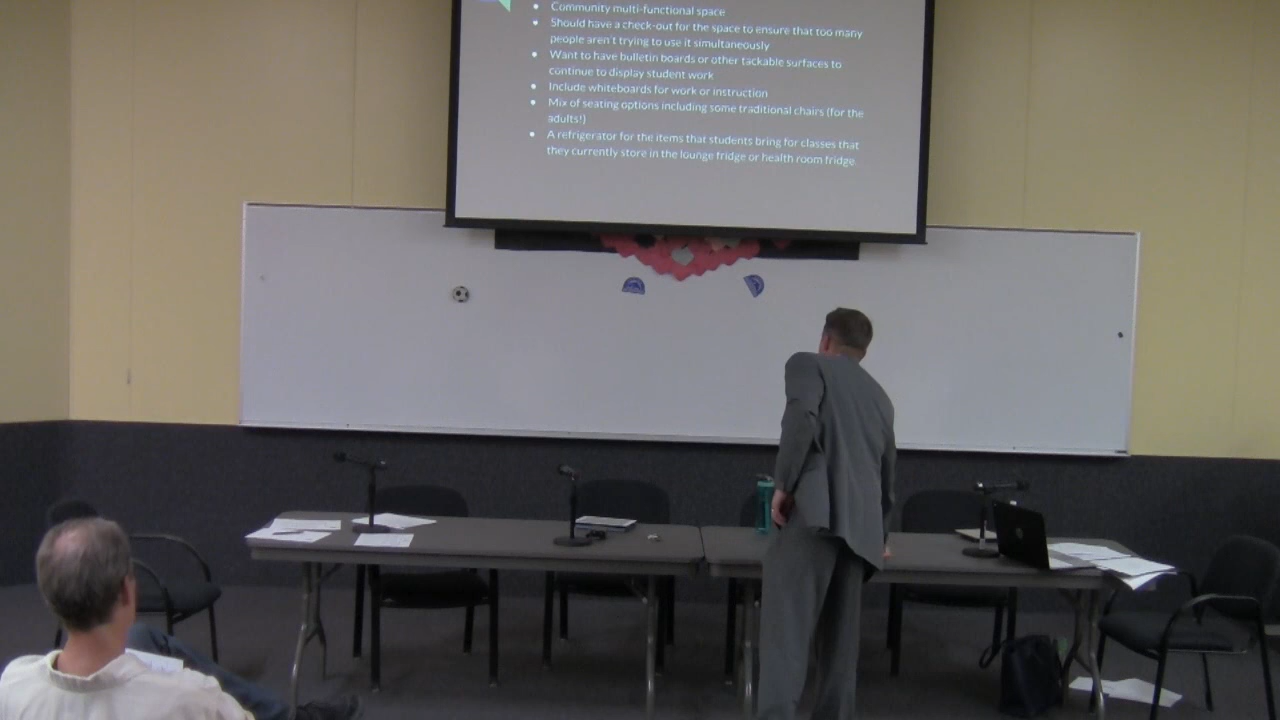 • Community multi-functional space
• Should have a check-out for the space to ensure that too many
people aren't trying to use it simultaneously
• Want to have bulletin boards or other tackable surfaces to
continue to display student work
• Include whiteboards for work or instruction
• Mix of seating options including some traditional chairs (for the
adults!)
• A refrigerator for the items that students bring for classes that
they currently store in the lounge fridge or health room fridge